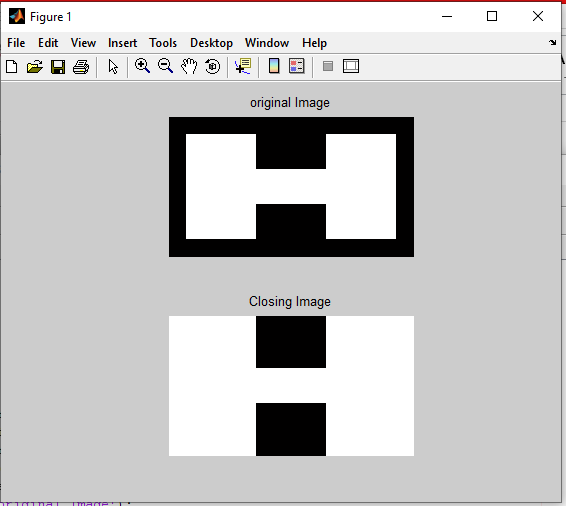 Figure 1
File Edit View Insert Tools Desktop Window Help
original Image
Closing Image